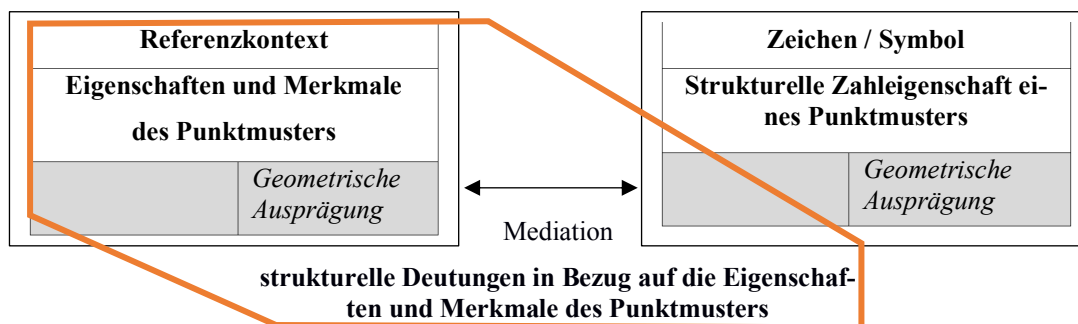 Referenzkontext
Eigenschaften und Merkmale
des Punktmusters
Geometrische
Ausprägung
Zeichen / Symbol
Strukturelle Zahleigenschaft ei-
nes Punktmusters
Geometrische
Ausprägung
Mediation
strukturelle Deutungen in Bezug auf die Eigenschaf-
ten und Merkmale des Punktmusters